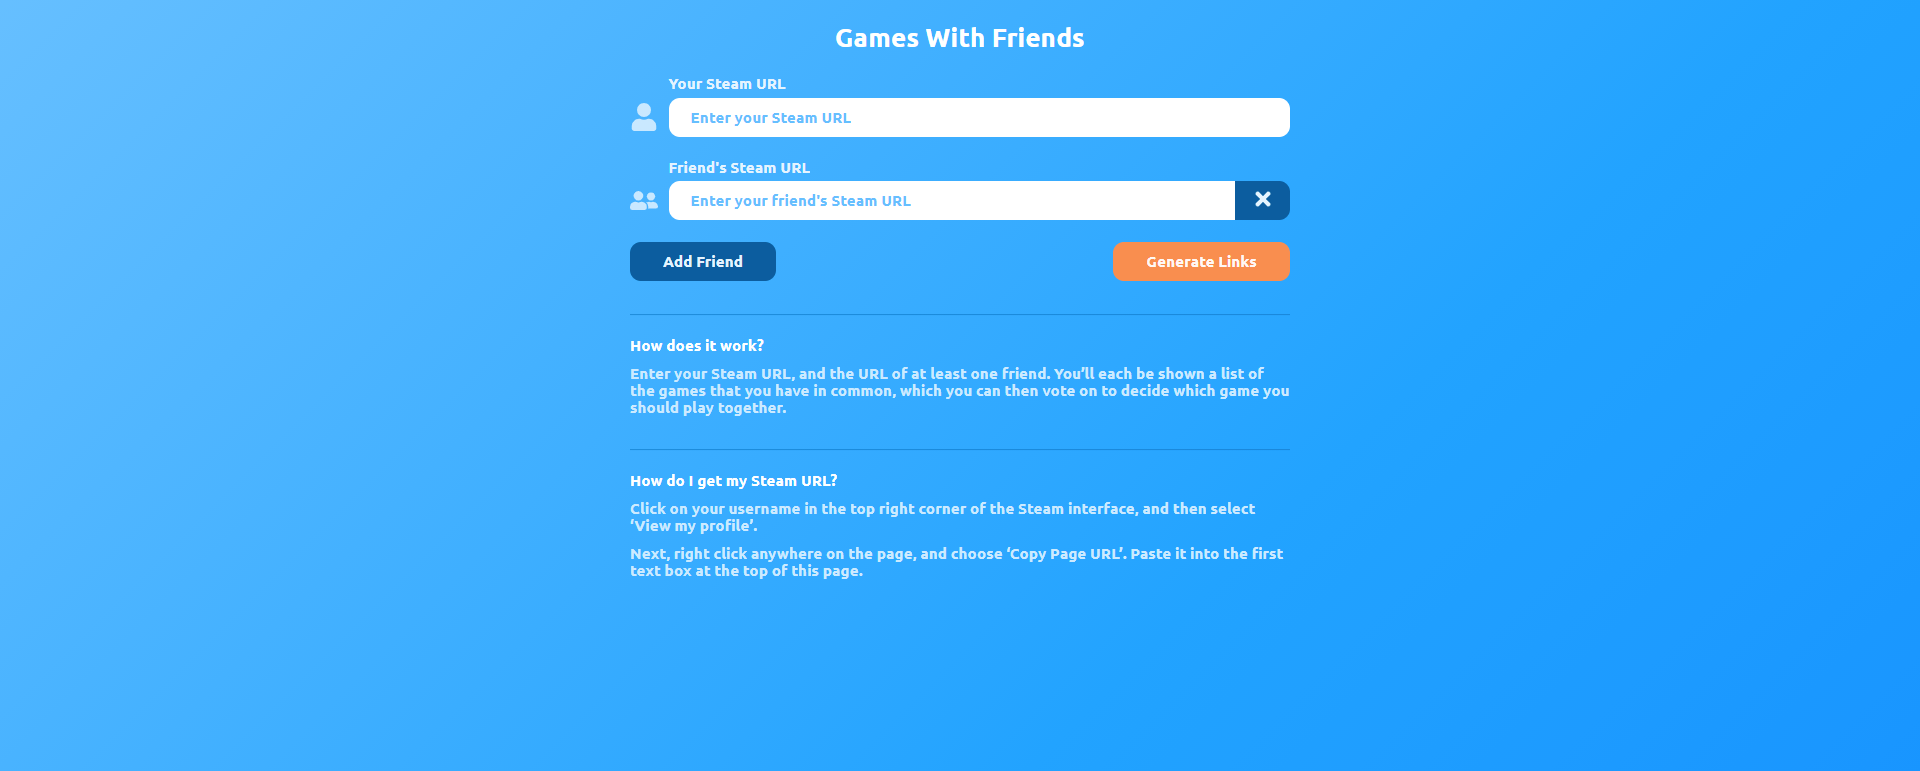 Games With Friends
Your Steam URL
Enter your Steam URL
Friend's Steam URL
Enter your friend's Steam URL
Add Friend
Generate Links
How does it work?
Enter your Steam URL, and the URL of at least one friend. You’ll each be shown a list of
the games that you have in common, which you can then vote on to decide which game you
should play together.
How do I get my Steam URL?
Click on your username in the top right corner of the Steam interface, and then select
‘View my profile’.
Next, right click anywhere on the page, and choose ‘Copy Page URL’. Paste it into the first
text box at the top of this page.